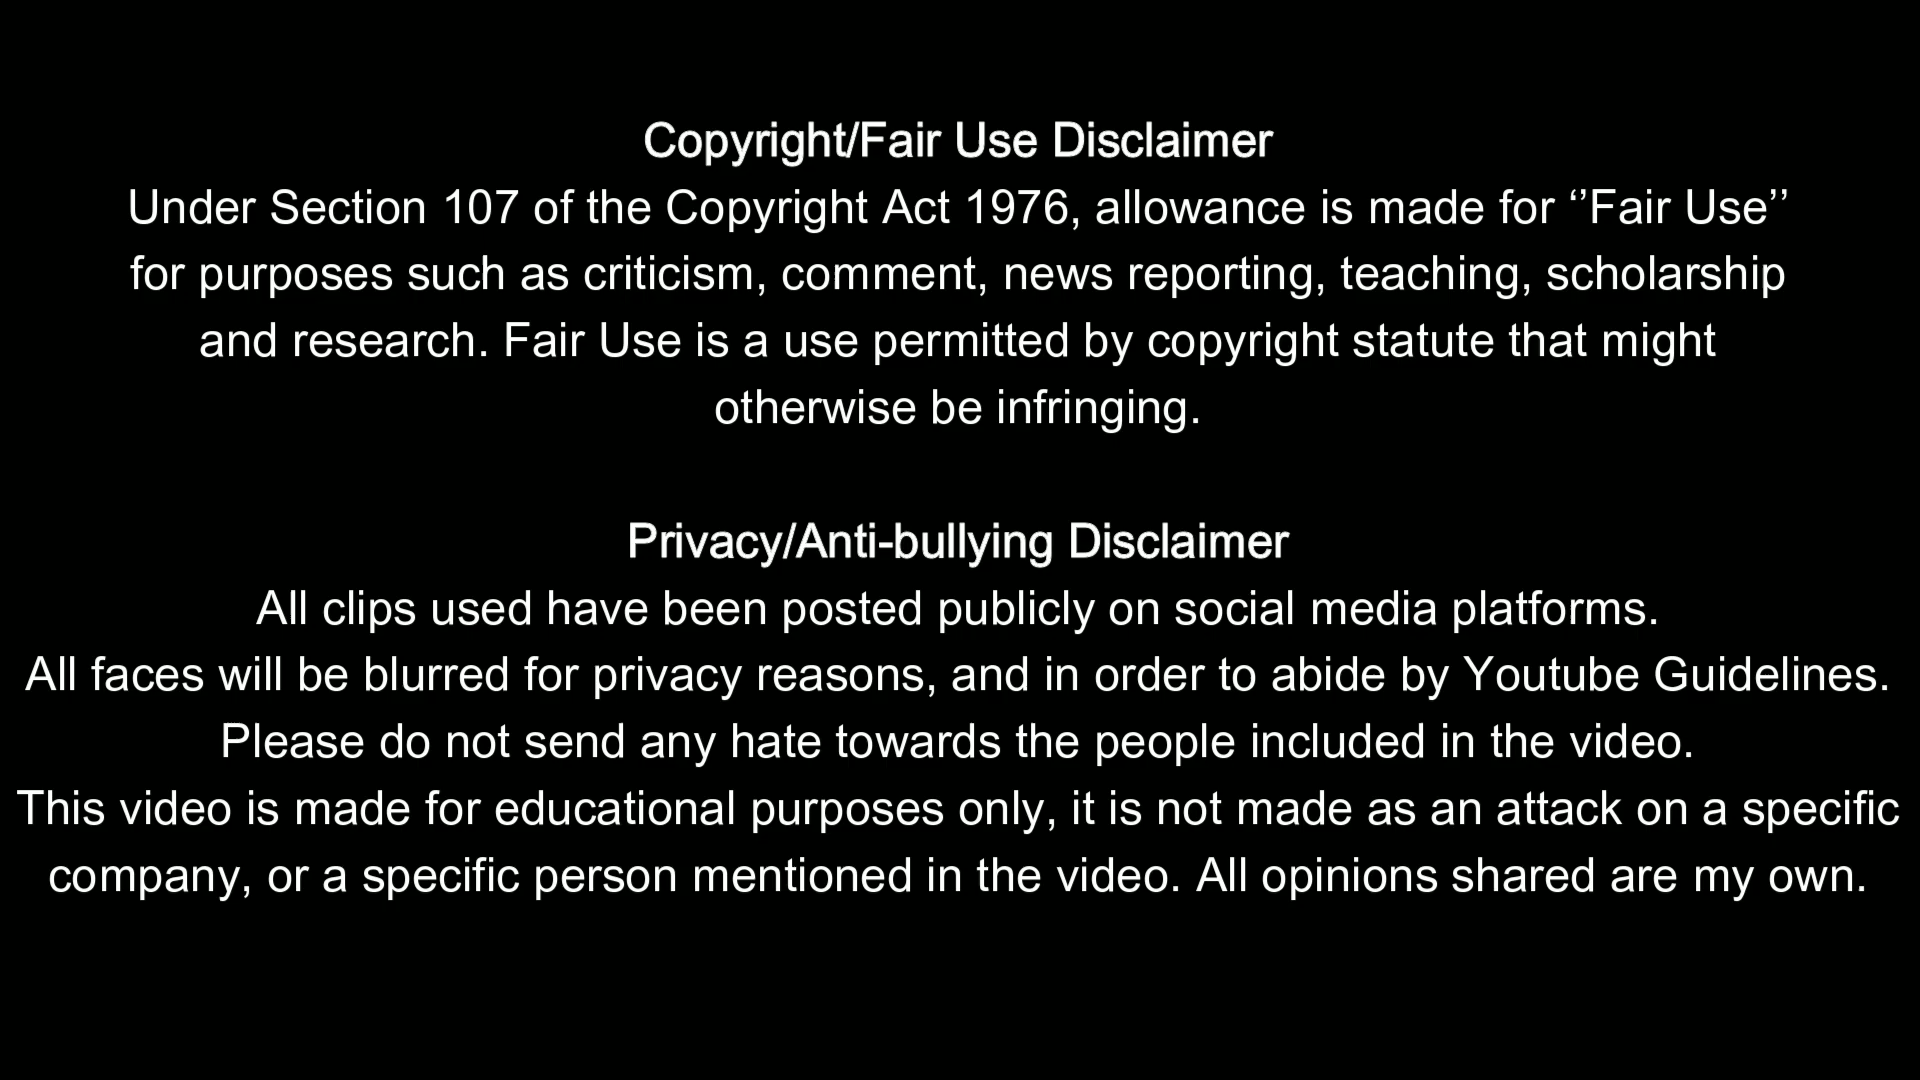 Copyright/Fair Use Disclaimer
Under Section 107 of the Copyright Act 1976, allowance is made for ‘’Fair Use’’
for purposes such as criticism, comment, news reporting, teaching, scholarship
and research. Fair Use is a use permitted by copyright statute that might
otherwise be infringing.
Privacy/Anti-bullying Disclaimer
All clips used have been posted publicly on social media platforms.
All faces will be blurred for privacy reasons, and in order to abide by Youtube Guidelines.
Please do not send any hate towards the people included in the video.
This video is made for educational purposes only, it is not made as an attack on a specific
company, or a specific person mentioned in the video. All opinions shared are my own.